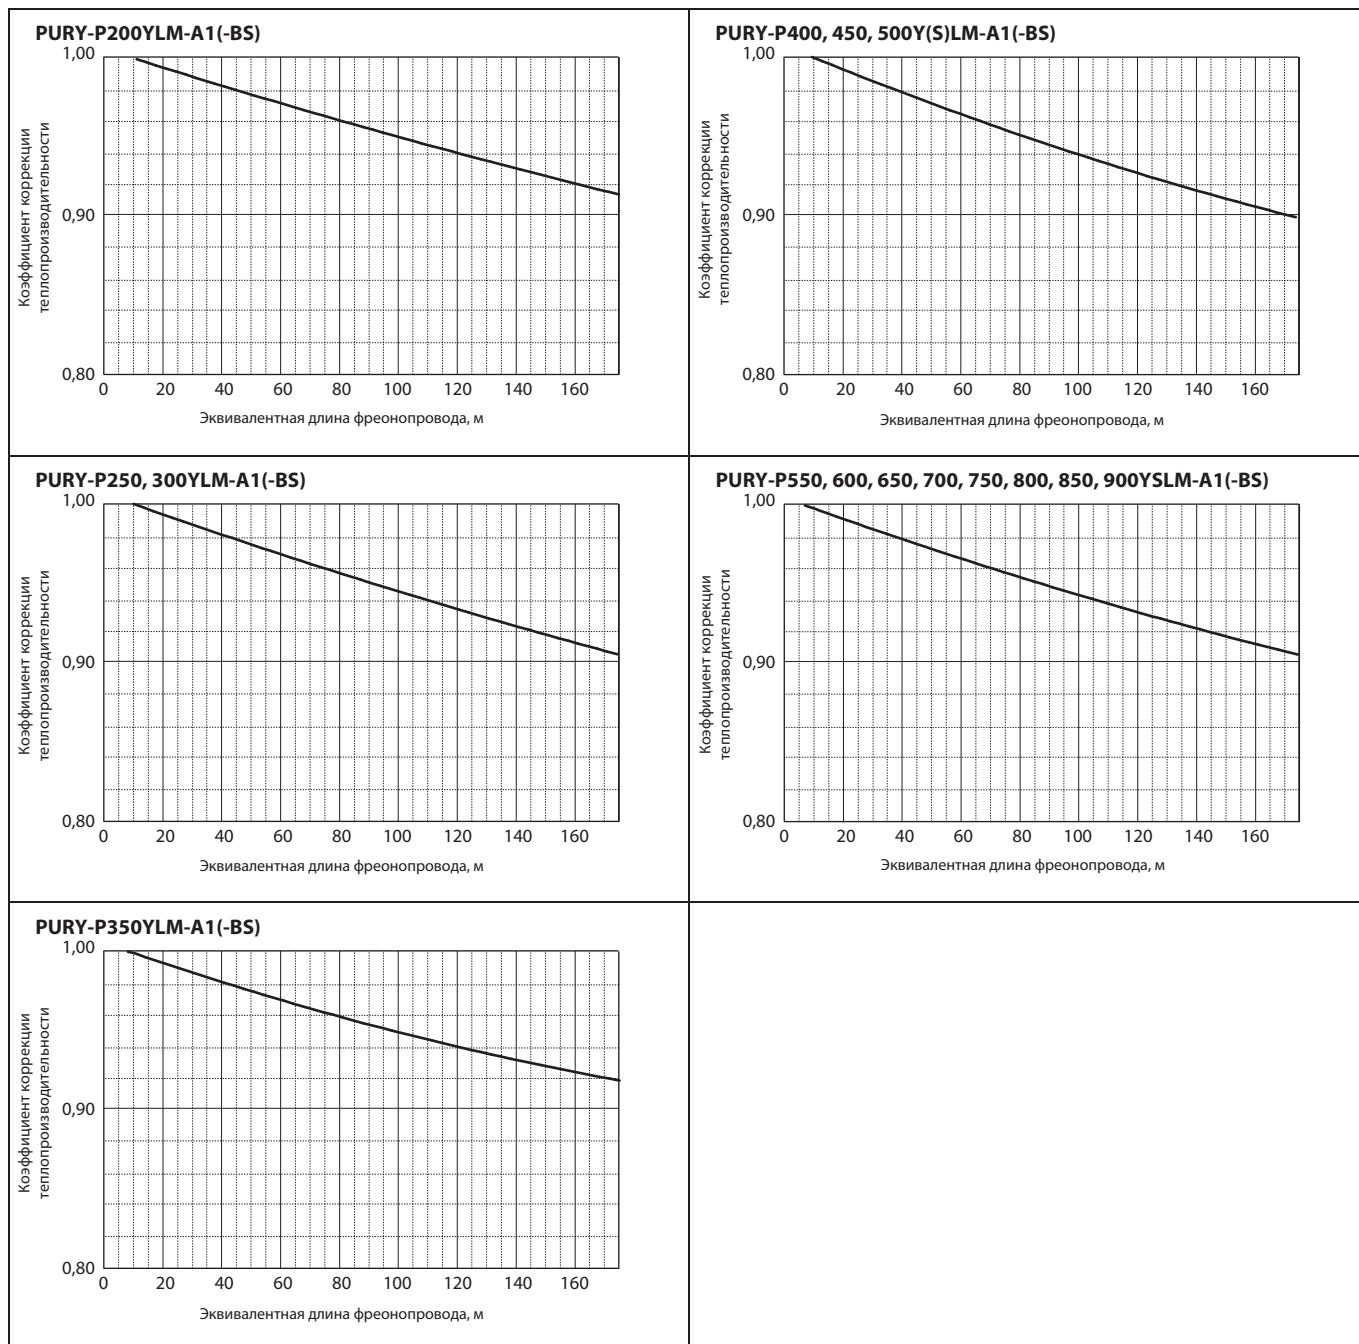 PURY-P200YLM-A1(-BS)
1,00
0,90
0,80
Коэффициент коррекции
теплопроизводительности
0 20 40 60 80 100 120 140 160
Эквивалентная длина фреонопровода, м
PURY-P400, 450, 500Y(S)LM-A1(-BS)
1,00
0,90
0,80
Коэффициент коррекции
теплопроизводительности
0 20 40 60 80 100 120 140 160
Эквивалентная длина фреонопровода, м
PURY-P250, 300YLM-A1(-BS)
1,00
0,90
0,80
Коэффициент коррекции
теплопроизводительности
0 20 40 60 80 100 120 140 160
Эквивалентная длина фреонопровода, м
PURY-P550, 600, 650, 700, 750, 800, 850, 900YSLM-A1(-BS)
1,00
0,90
0,80
Коэффициент коррекции
теплопроизводительности
0 20 40 60 80 100 120 140 160
Эквивалентная длина фреонопровода, м
PURY-P350YLM-A1(-BS)
1,00
0,90
0,80
Коэффициент коррекции
теплопроизводительности
0 20 40 60 80 100 120 140 160
Эквивалентная длина фреонопровода, м